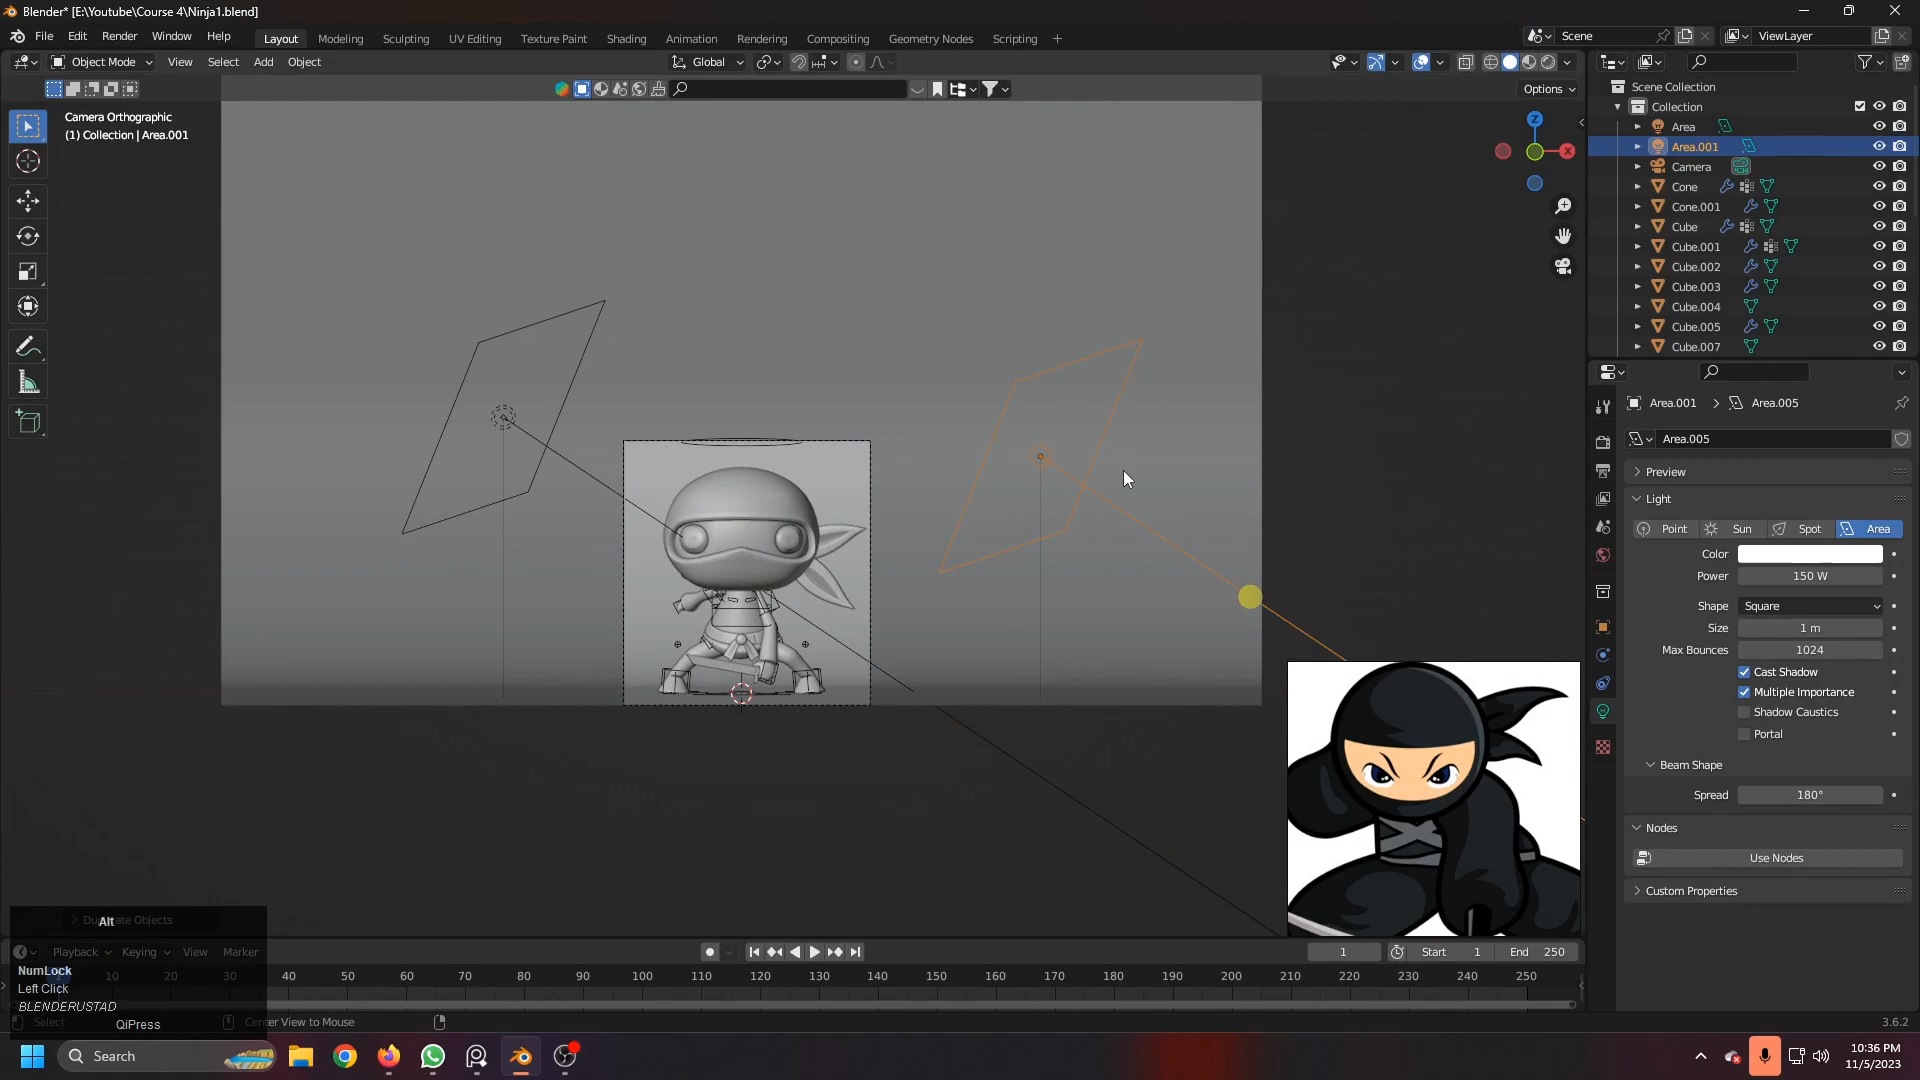 Blender* [E:\Youtube\Course 4\Ninja1.blend]
File Edit Render Window Help
Layout Modeling Sculpting UV Editing Texture Paint Shading Animation Rendering Compositing Geometry Nodes Scripting +
Scene ViewLayer
Object Mode View Select Add Object Global
Options
Camera Orthographic
(1) Collection | Area.001
Z
X
Scene Collection
Collection
Area
Area.001
Camera
Cone
Cone.001
Cube
Cube.001
Cube.002
Cube.003
Cube.004
Cube.005
Cube.007
Area.001 > Area.005
Area.005
Preview
Light
Point Sun Spot Area
Color
Power 150 W
Shape Square
Size 1 m
Max Bounces 1024
Cast Shadow
Multiple Importance
Shadow Caustics
Portal
Beam Shape
Spread 180°
Nodes
Use Nodes
Custom Properties
Alt
Playback Keying View Marker
1 Start 1 End 250
10 20 30 40 50 60 70 80 90 100 110 120 130 140 150 160 170 180 190 200 210 220 230 240 250
NumLock
Left Click
BLENDERUSTAD
QiPress
Select Center View to Mouse
3.6.2
Search
10:36 PM
11/5/2023